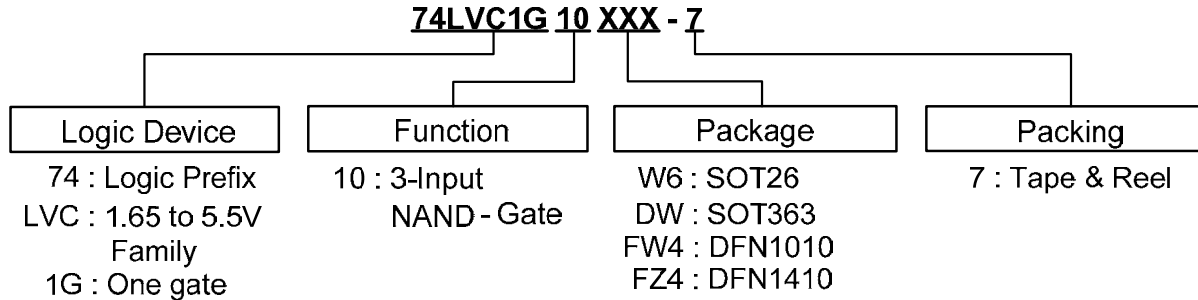 74LVC1G 10 XXX - 7
Logic Device
74 : Logic Prefix
LVC : 1.65 to 5.5V
Family
1G : One gate
Function
10 : 3-Input
NAND - Gate
Package
W6 : SOT26
DW : SOT363
FW4 : DFN1010
FZ4 : DFN1410
Packing
7 : Tape & Reel